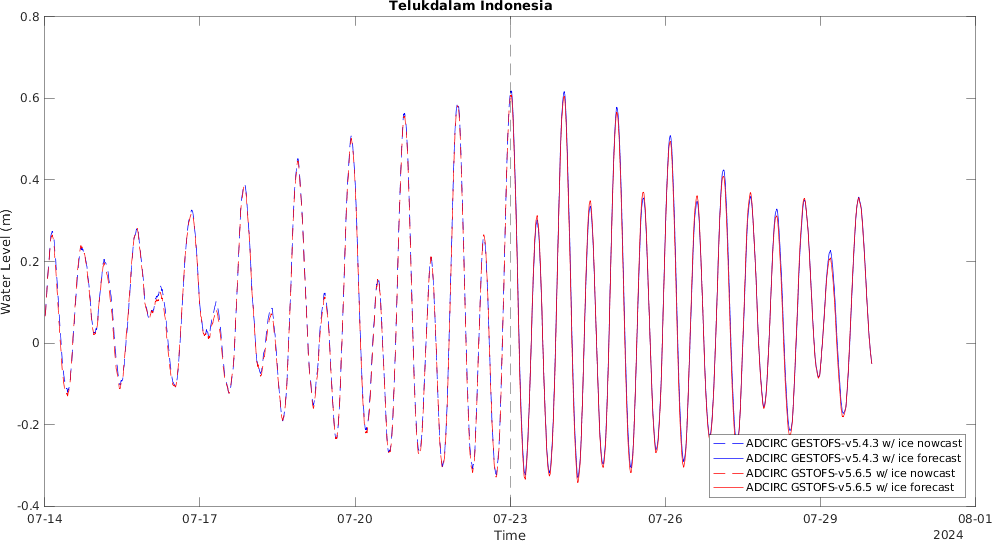 Telukdalam Indonesia
0.8
0.6
0.4
0.2
0
-0.2
-0.4
Water Level (m)
ADCIRC GESTOFS-v5.4.3 w/ ice nowcast
ADCIRC GESTOFS-v5.4.3 w/ ice forecast
ADCIRC GSTOFS-v5.6.5 w/ ice nowcast
ADCIRC GSTOFS-v5.6.5 w/ ice forecast
07-14 07-17 07-20 07-23 07-26 07-29 08-01
Time
2024